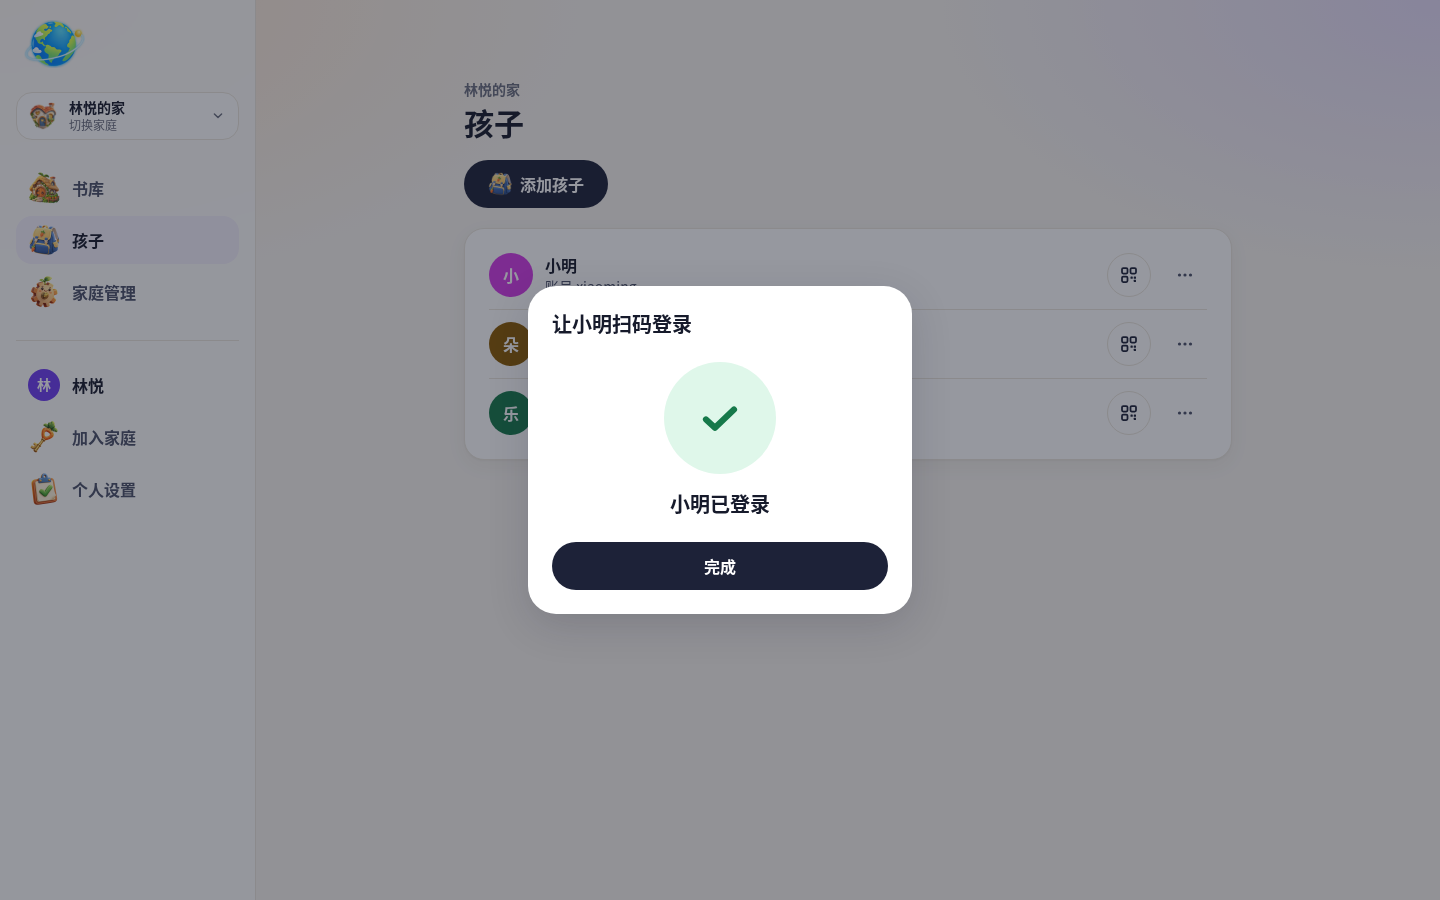 林悦的家
切换家庭
书库
孩子
家庭管理
林
林悦
加入家庭
个人设置
林悦的家
孩子
添加孩子
小
小明
朵
乐
让小明扫码登录
小明已登录
完成